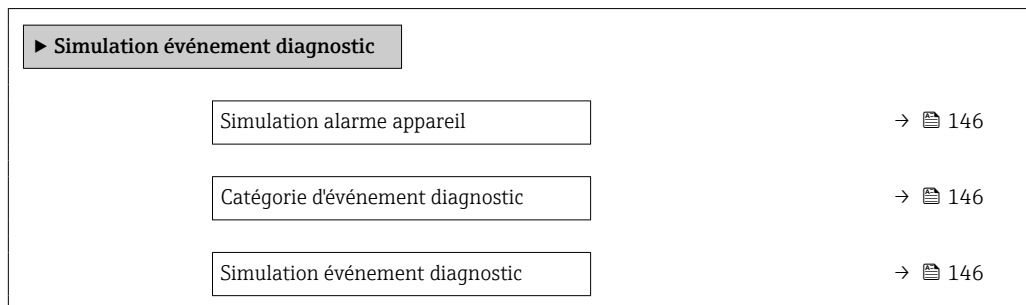 ▶ Simulation événement diagnostic
Simulation alarme appareil → 146
Catégorie d'événement diagnostic → 146
Simulation événement diagnostic → 146